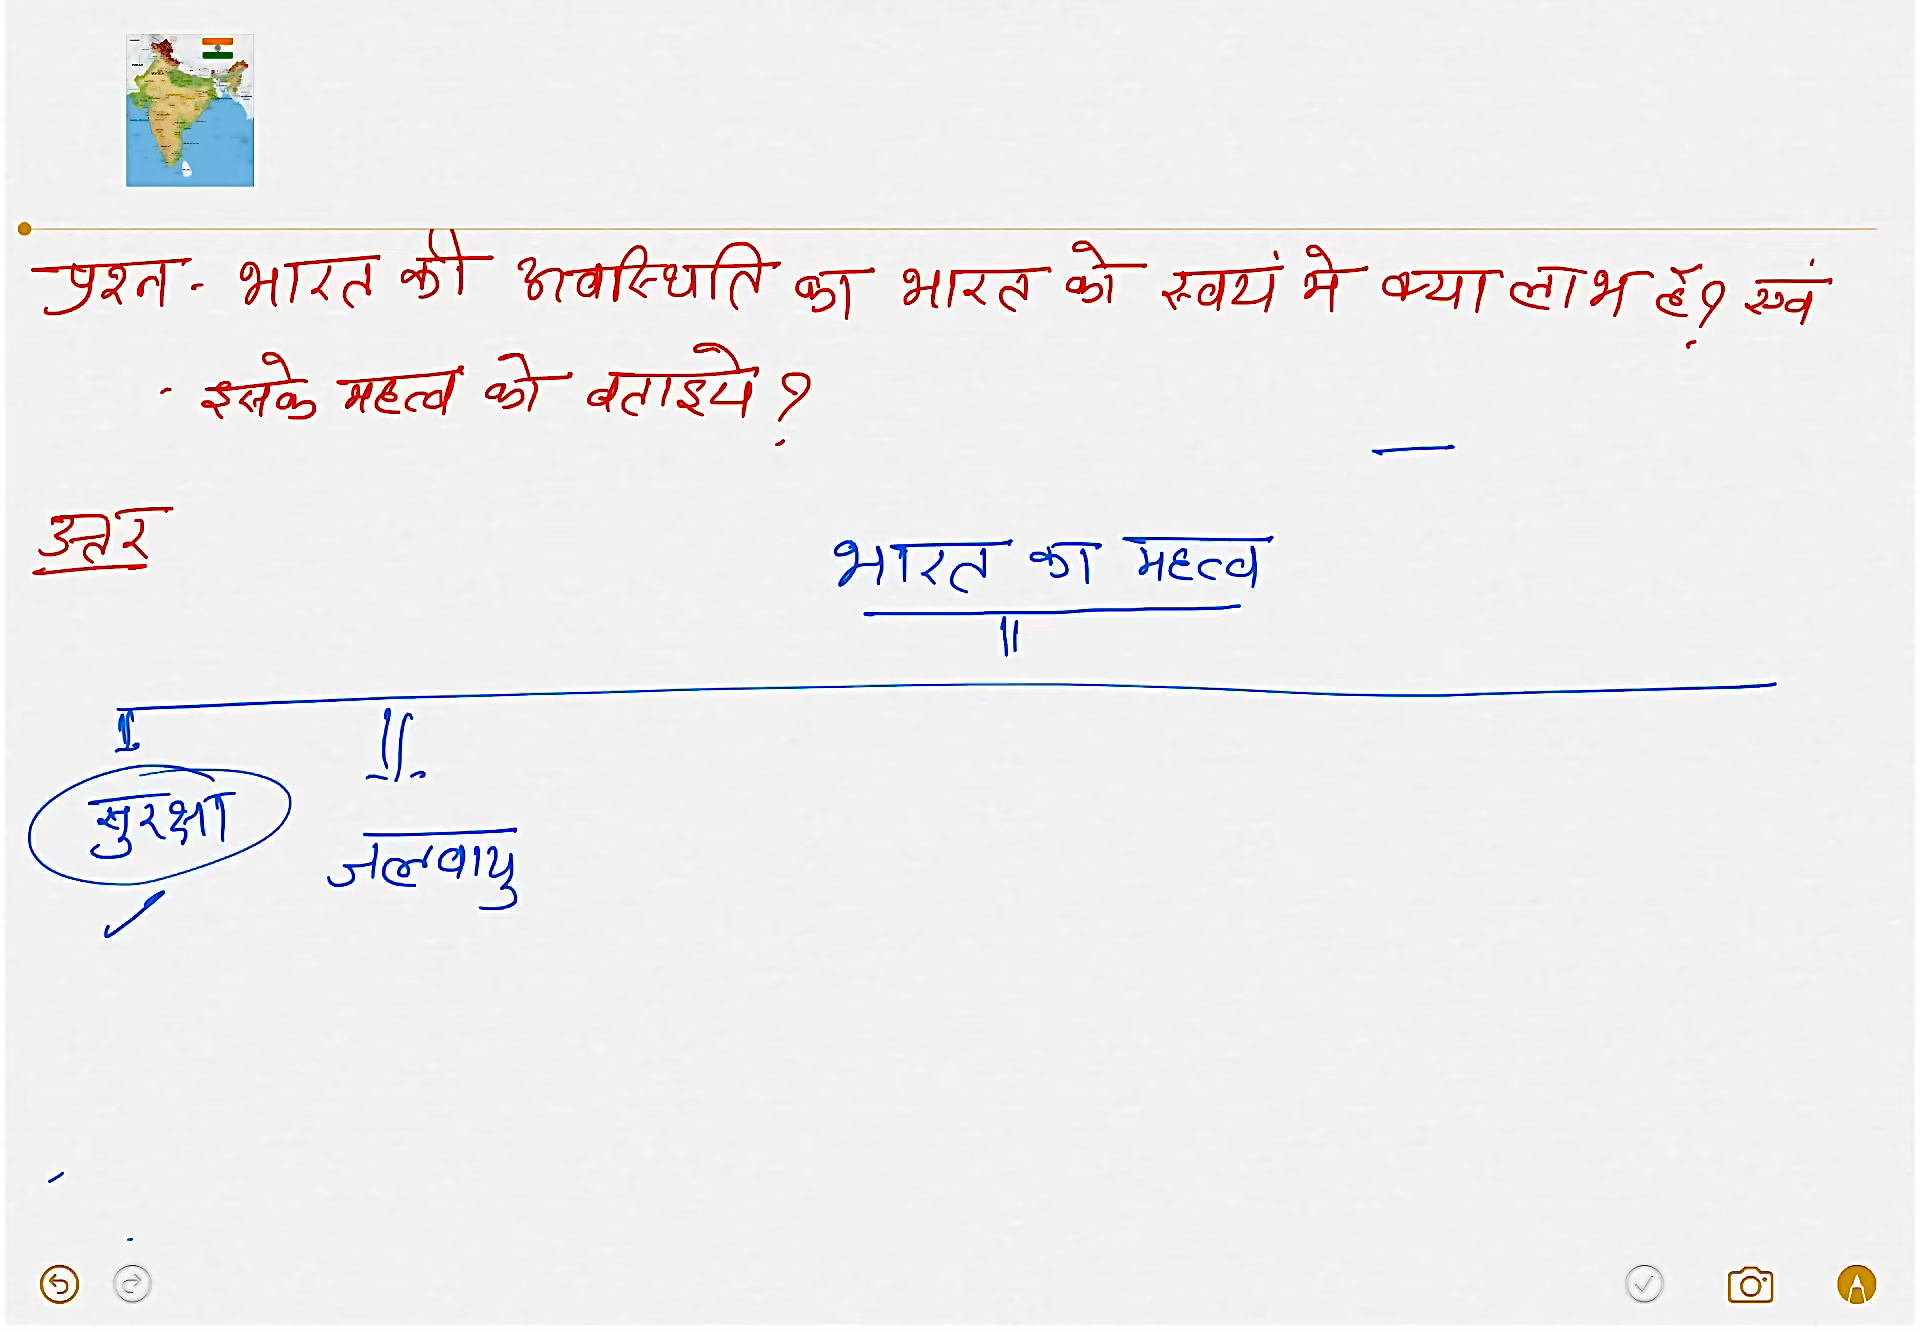 प्रश्न - भारत की अवस्थिति का भारत को स्वयं मे क्या लाभ है? एवं
इसके महत्व को बताइये?
उत्तर
भारत का महत्व
सुरक्षा
जलवायु